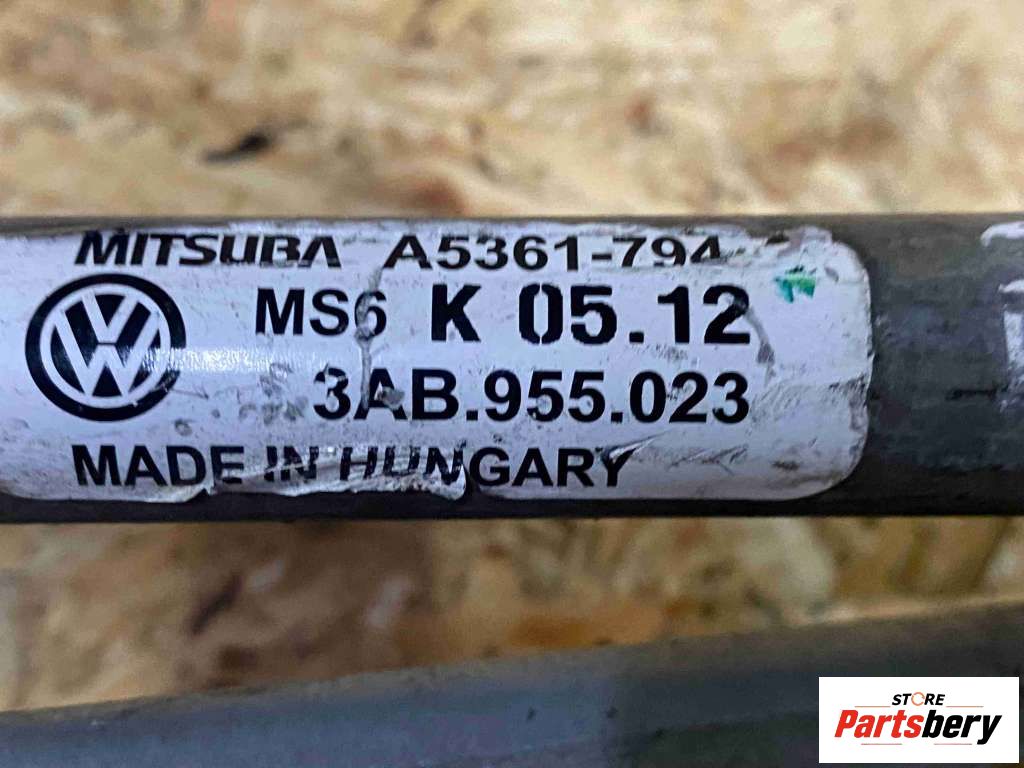 MITSUBA A5361-794
MS6 K 05.12
3AB.955.023
MADE IN HUNGARY
STORE
Partsbery